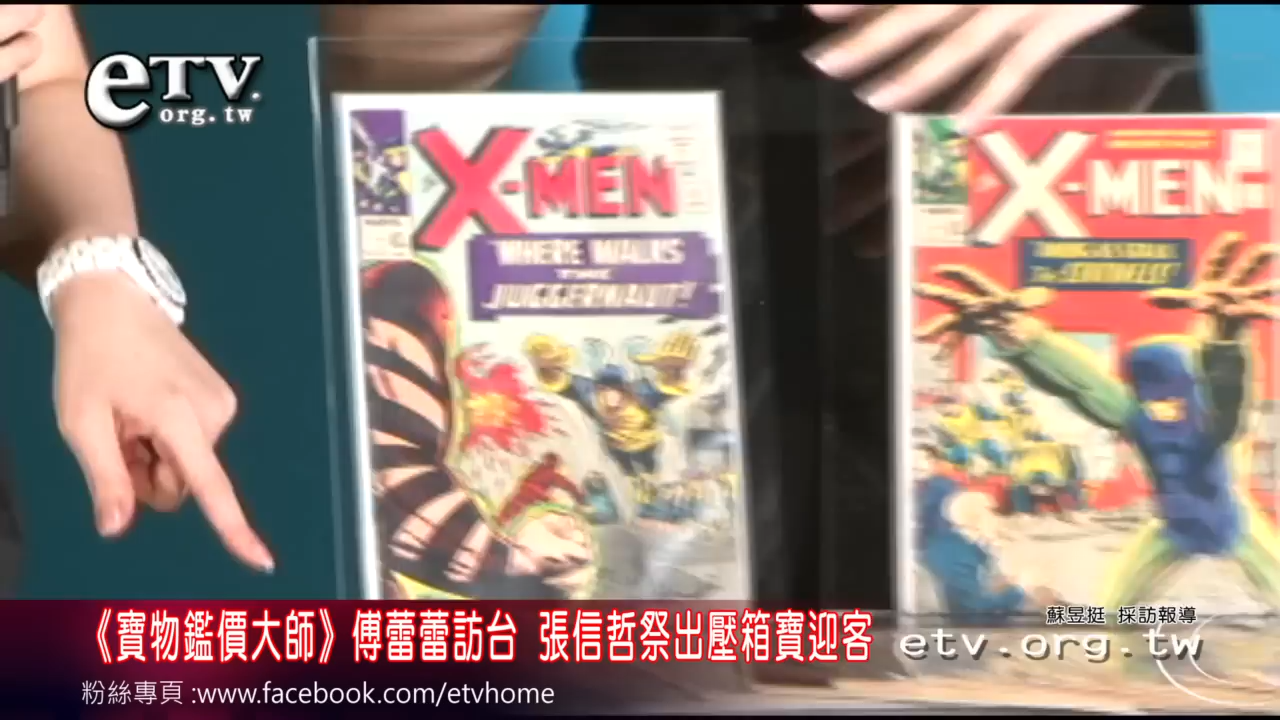 eTV.
org.tw
X-MEN
WHERE WALKS
THE
JUGGERNAUT!
X-MEN
《寶物鑑價大師》傅蕾蕾訪台 張信哲祭出壓箱寶迎客
蘇昱挺 採訪報導
etv.org.tw
粉絲專頁 :www.facebook.com/etvhome